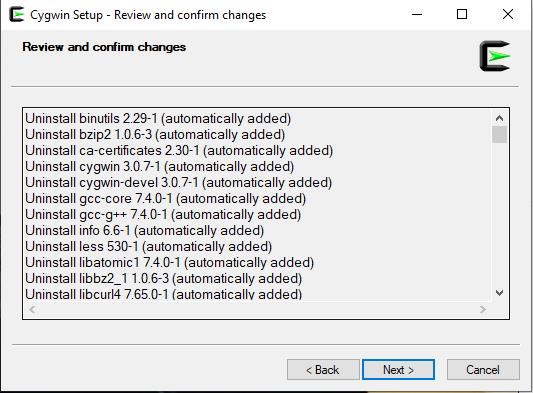 Cygwin Setup - Review and confirm changes
Review and confirm changes
Uninstall binutils 2.29-1 (automatically added)
Uninstall bzip2 1.0.6-3 (automatically added)
Uninstall ca-certificates 2.30-1 (automatically added)
Uninstall cygwin 3.0.7-1 (automatically added)
Uninstall cygwin-devel 3.0.7-1 (automatically added)
Uninstall gcc-core 7.4.0-1 (automatically added)
Uninstall gcc-g++ 7.4.0-1 (automatically added)
Uninstall info 6.6-1 (automatically added)
Uninstall less 530-1 (automatically added)
Uninstall libatomic1 7.4.0-1 (automatically added)
Uninstall libbz2_1 1.0.6-3 (automatically added)
Uninstall libcurl4 7.65.0-1 (automatically added)
< Back Next > Cancel